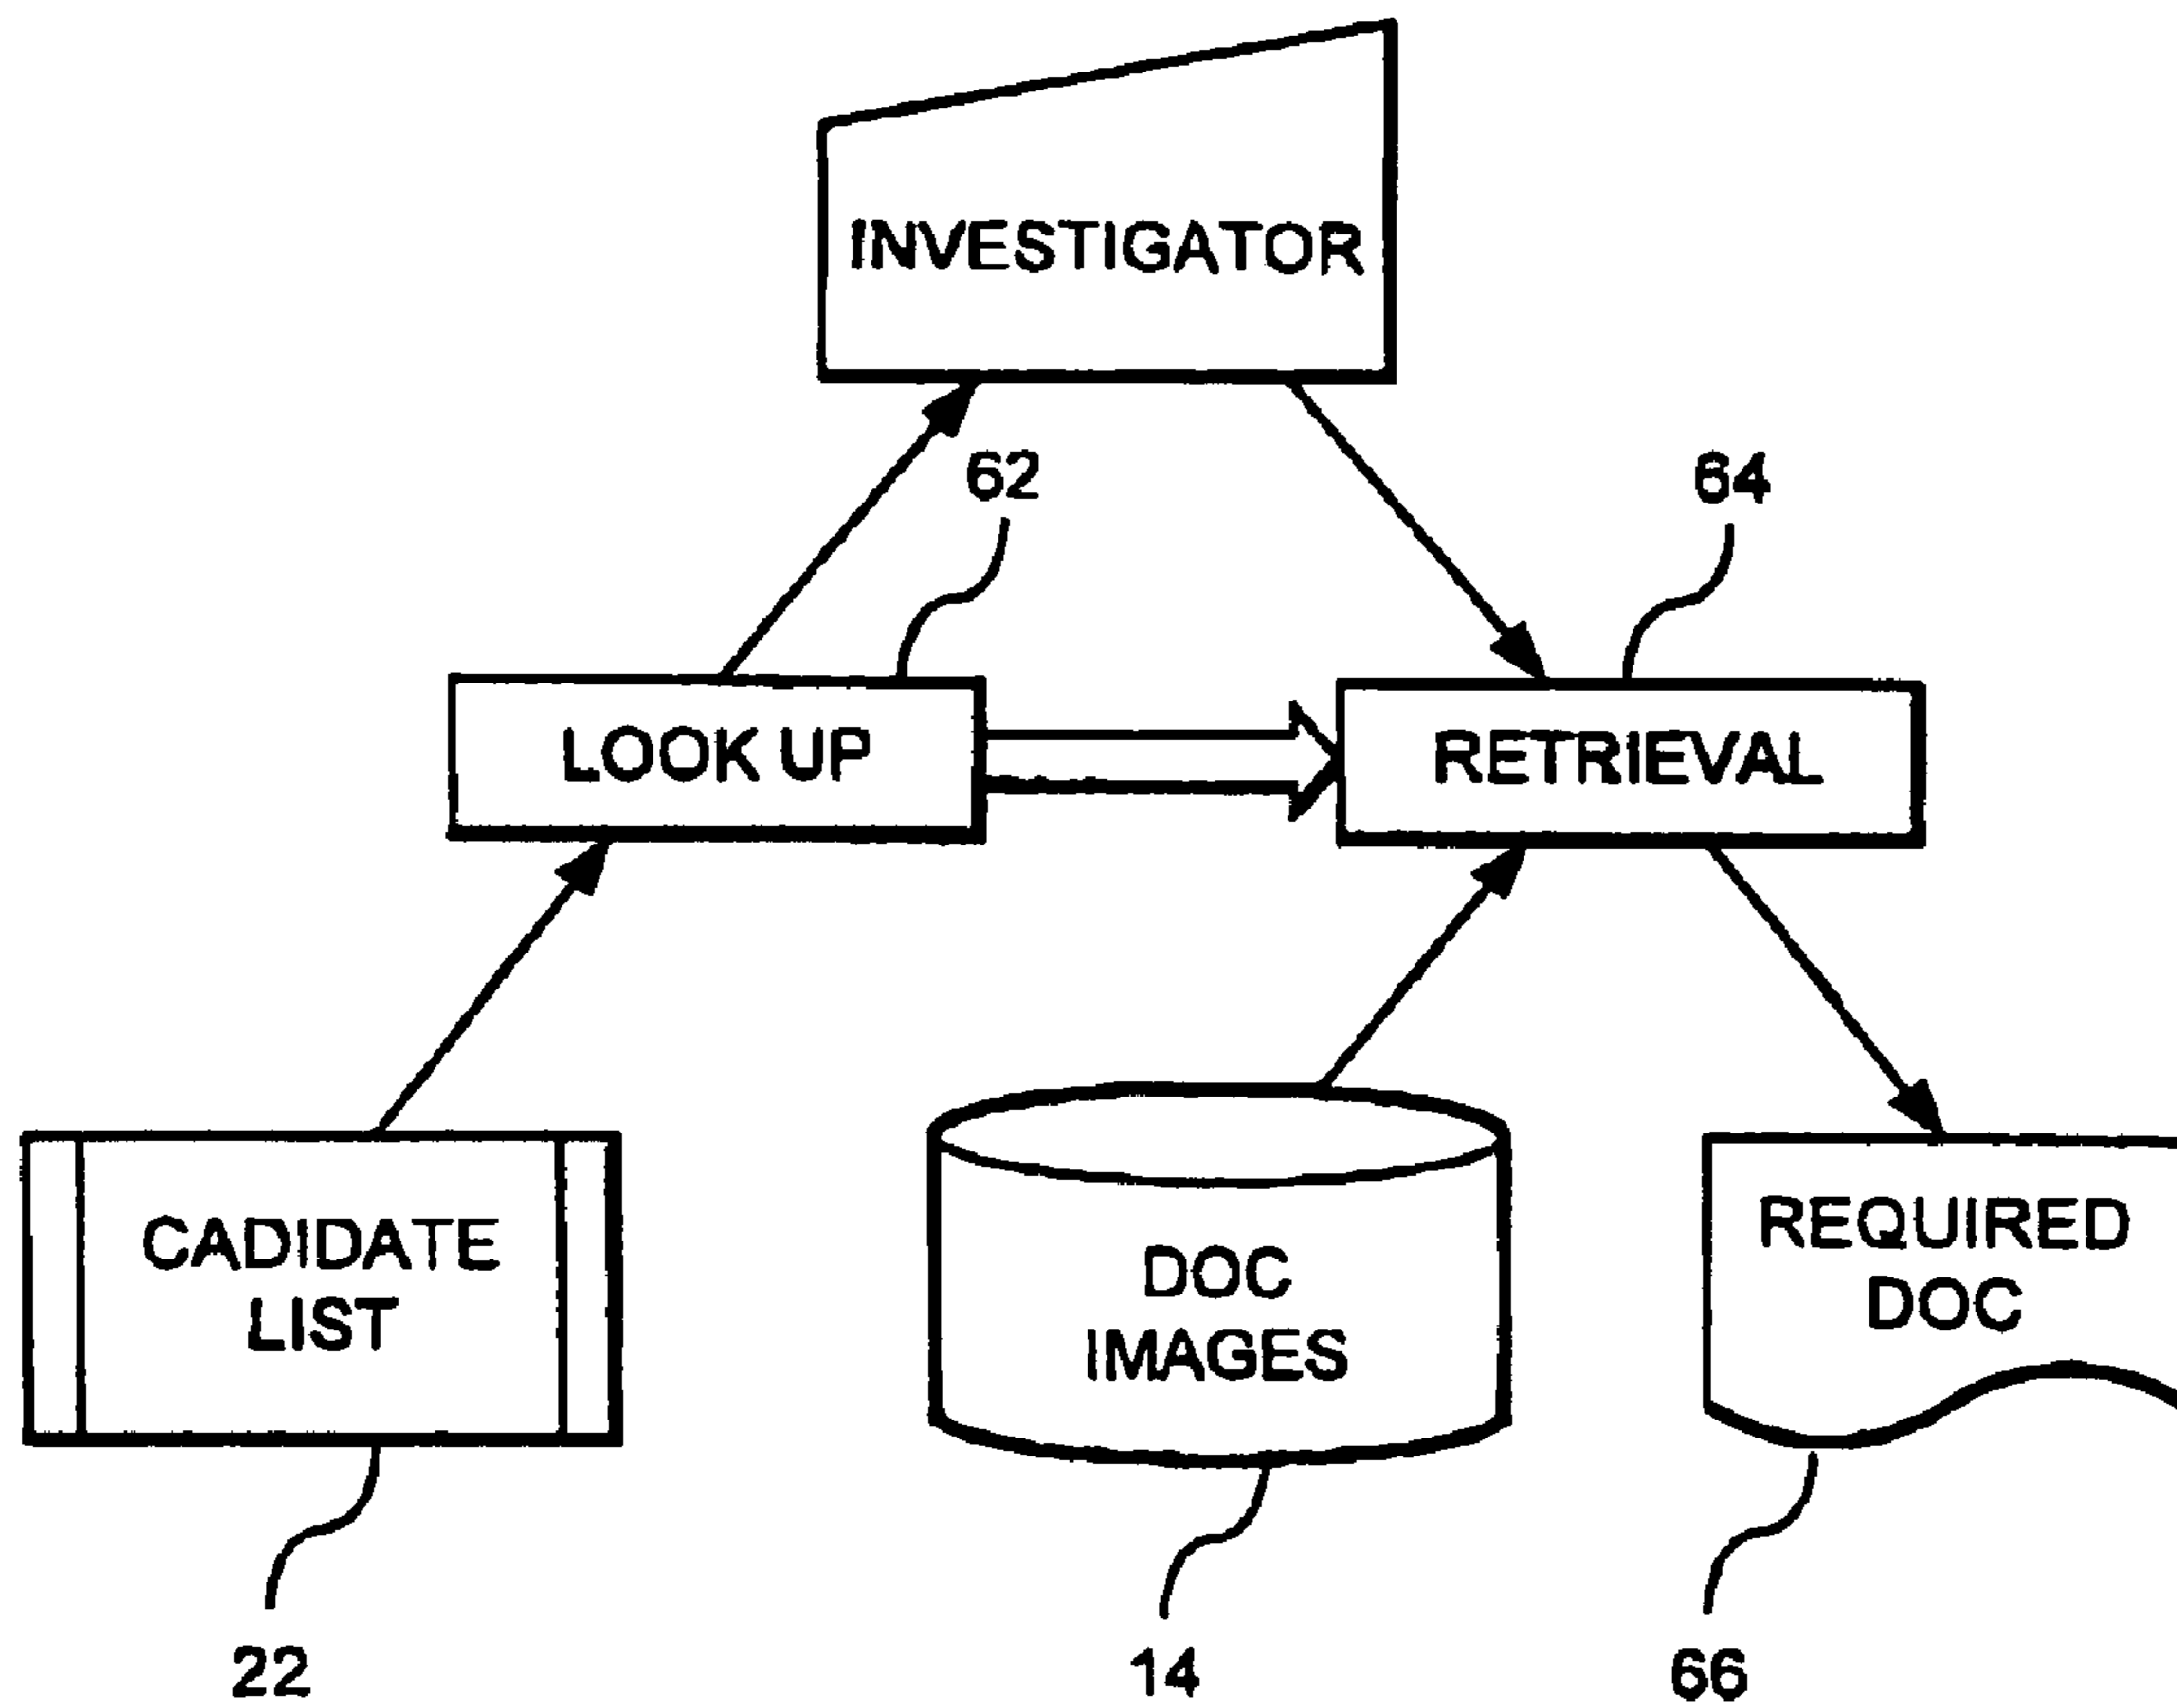 INVESTIGATOR
62
64
LOOK UP
RETRIEVAL
CADIDATE
LIST
DOC
IMAGES
REQUIRED
DOC
22
14
66